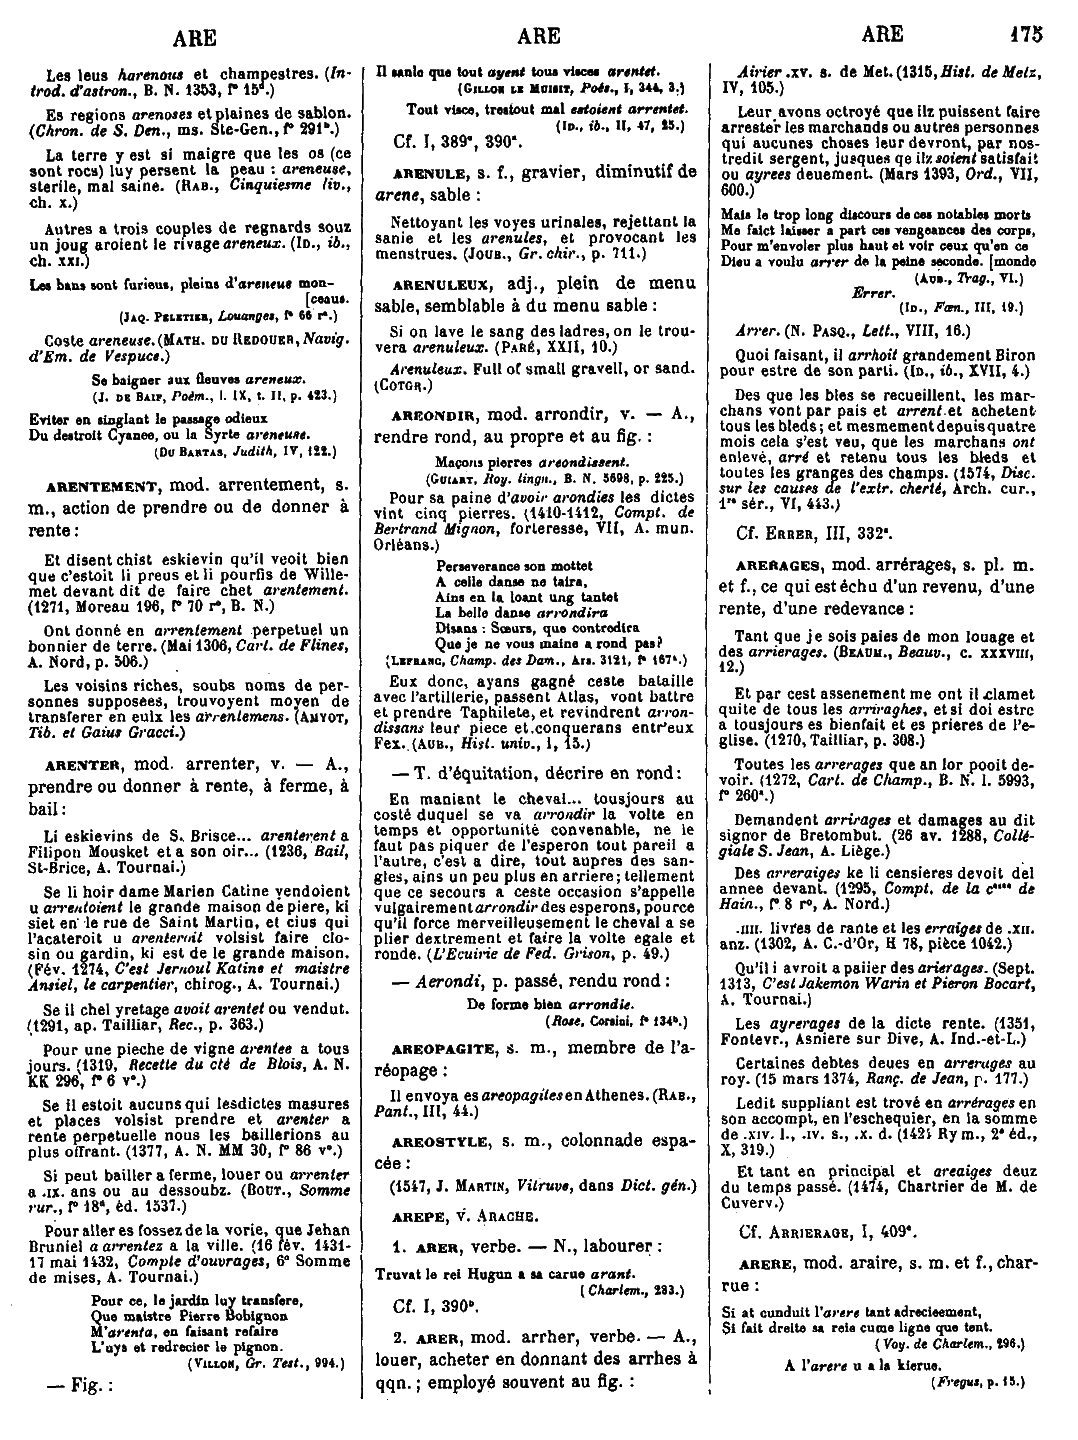 ARE
ARE
ARE
175
Les leus harenous et champestres. (In-
trod. d'astron., B. N. 1353, f° 15d.)
Es regions arenoses et plaines de sablon.
(Chron. de S. Den., ms. Ste-Gen., f° 291a.)
La terre y est si maigre que les os (ce
sont rocs) luy persent la peau : areneuse,
sterile, mal saine. (RAB., Cinquiesme liv.,
ch. X.)
Autres a trois couples de regnards souz
un joug aroient le rivage areneux. (ID., ib.,
ch. XXI.)
Les bans sont furieus, pleins d'areneus mon-
[ceaus.
(JAQ. PELETIER, Louanges, f° 66 r°.)
Coste areneuse. (MATH. DU REDOUER, Navig.
d'Em. de Vespuce.)
Se baigner aux fleuves areneux.
(J. DE BAIF, Poèm., l. IX, t. II, p. 423.)
Eviter en singlant le passage odieux
Du destroit Cyanee, ou la Syrte areneuse.
(DU BARTAS, Judith, IV, 122.)
ARENTEMENT, mod. arrentement, s.
m., action de prendre ou de donner à
rente :
Et disent chist eskievin qu'il veoit bien
que c'estoit li preus et li pourfis de Wille-
met devant dit de faire chet arentement.
(1271, Moreau 196, f° 70 r°, B. N.)
Ont donné en arrentement perpetuel un
bonnier de terre. (Mai 1306, Cart. de Flines,
A. Nord, p. 506.)
Les voisins riches, soubs noms de per-
sonnes supposees, trouvoyent moyen de
transferer en eulx les arrentemens. (AMYOT,
Tib. et Gaius Gracci.)
ARENTER, mod. arrenter, v. — A.,
prendre ou donner à rente, à ferme, à
bail :
Li eskievins de S. Brisce... arenterent a
Filipon Mousket et a son oir... (1236, Bail,
St-Brice, A. Tournai.)
Se li hoir dame Marien Catine vendoient
u arrentoient le grande maison de piere, ki
siet en le rue de Saint Martin, et cius qui
l'acateroit u arenteroit volsist faire clo-
sin ou gardin, ki est de le grande maison.
(Fév. 1274, C'est Jernoul Katine et maistre
Ansiel, le carpentier, chirog., A. Tournai.)
Se il chel yretage avoit arentet ou vendut.
(1291, ap. Tailliar, Rec., p. 363.)
Pour une pieche de vigne arentee a tous
jours. (1319, Recette du cté de Blois, A. N.
KK 296, f° 6 v°.)
Se il estoit aucuns qui lesdictes masures
et places volsist prendre et arenter a
rente perpetuelle nous les baillerions au
plus offrant. (1377, A. N. MM 30, f° 86 v°.)
Si peut bailler a ferme, louer ou arrenter
a .IX. ans ou au dessoubz. (BOUT., Somme
rur., f° 18a, éd. 1537.)
Pour aller es fossez de la vorie, que Jehan
Bruniel a arrentez a la ville. (16 fév. 1431-
17 mai 1432, Compte d'ouvrages, 6e Somme
de mises, A. Tournai.)
Pour ce, le jardin luy transfere,
Que maistre Pierre Bobignon
M'arenta, en faisant refaire
L'uys et redrecier le pignon.
(VILLON, Gr. Test., 994.)
— Fig. :
Il sanle que tout ayent tous visces arentet.
(GILLON LE MUISIT, Poés., I, 344, 3.)
Tout visce, trestout mal estoient arrentet.
(ID., ib., II, 47, 25.)
Cf. I, 389c, 390a.
ARENULE, s. f., gravier, diminutif de
arene, sable :
Nettoyant les voyes urinales, rejettant la
sanie et les arenules, et provocant les
menstrues. (JOUB., Gr. chir., p. 711.)
ARENULEUX, adj., plein de menu
sable, semblable à du menu sable :
Si on lave le sang des ladres, on le trou-
vera arenuleux. (PARÉ, XXII, 10.)
Arenuleux. Full of small gravell, or sand.
(COTGR.)
AREONDIR, mod. arrondir, v. — A.,
rendre rond, au propre et au fig. :
Maçons pierres areondissent.
(GUIART, Roy. lingn., B. N. 5698, p. 225.)
Pour sa paine d'avoir arondies les dictes
vint cinq pierres. (1410-1412, Compt. de
Bertrand Mignon, forteresse, VII, A. mun.
Orléans.)
Perseverance son mottet
A celle danse ne taira,
Ains en la loant ung tantet
La belle danse arrondira
Disans : Sœurs, que contredira
Que je ne vous maine a rond pas?
(LEFRANC, Champ. des Dam., Ars. 3121, f° 167b.)
Eux donc, ayans gagné ceste bataille
avec l'artillerie, passent Atlas, vont battre
et prendre Taphilete, et revindrent arron-
dissans leur piece et conquerans entr'eux
Fex. (AUB., Hist. univ., I, 15.)
— T. d'équitation, décrire en rond :
En maniant le cheval... tousjours au
costé duquel se va arrondir la volte en
temps et opportunité convenable, ne le
faut pas piquer de l'esperon tout pareil a
l'autre, c'est a dire, tout aupres des san-
gles, ains un peu plus en arriere; tellement
que ce secours a ceste occasion s'appelle
vulgairement arrondir des esperons, pource
qu'il force merveilleusement le cheval a se
plier dextrement et faire la volte egale et
ronde. (L'Ecuirie de Fed. Grison, p. 49.)
— Aerondi, p. passé, rendu rond :
De forme bien arrondie.
(Rose, Corsini, f° 134b.)
AREOPAGITE, s. m., membre de l'a-
réopage :
Il envoya es areopagites en Athenes. (RAB.,
Pant., III, 44.)
AREOSTYLE, s. m., colonnade espa-
cée :
(1547, J. MARTIN, Vitruve, dans Dict. gén.)
AREPE, V. ARACHE.
1. ARER, verbe. — N., labourer :
Truvat le rei Hugun a sa carue arant.
(Charlem., 283.)
Cf. I, 390b.
2. ARER, mod. arrher, verbe. — A.,
louer, acheter en donnant des arrhes à
qqn. ; employé souvent au fig. :
Airier .XV. s. de Met. (1315, Hist. de Metz,
IV, 105.)
Leur avons octroyé que ilz puissent faire
arrester les marchands ou autres personnes
qui aucunes choses leur devront, par nos-
tredit sergent, jusques qe ilz soient satisfait
ou ayrees deuement. (Mars 1393, Ord., VII,
600.)
Mais le trop long discours de ces notables morts
Me faict laisser a part ces vengeances des corps,
Pour m'envoler plus haut et voir ceux qu'en ce
Dieu a voulu arrer de la peine seconde. [monde
(AUB., Trag., VI.)
Errer.
(ID., Fœn., III, 19.)
Arrer. (N. PASQ., Lett., VIII, 16.)
Quoi faisant, il arrhoit grandement Biron
pour estre de son parti. (ID., ib., XVII, 4.)
Des que les bles se recueillent, les mar-
chans vont par pais et arrent et achetent
tous les bleds; et mesmement depuis quatre
mois cela s'est veu, que les marchans ont
enlevé, arré et retenu tous les bleds et
toutes les granges des champs. (1574, Disc.
sur les causes de l'extr. cherté, Arch. cur.,
1re sér., VI, 443.)
Cf. ERRER, III, 332a.
ARERAGES, mod. arrérages, s. pl. m.
et f., ce qui est échu d'un revenu, d'une
rente, d'une redevance :
Tant que je sois paies de mon louage et
des arrierages. (BEAUM., Beauv., c. XXXVIII,
12.)
Et par cest assenement me ont il clamet
quite de tous les arriraghes, et si doi estre
a tousjours es bienfait et es prieres de l'e-
glise. (1270, Tailliar, p. 308.)
Toutes les arrerages que an lor pooit de-
voir. (1272, Cart. de Champ., B. N. l. 5993,
f° 260a.)
Demandent arrirages et damages au dit
signor de Bretombut. (26 av. 1288, Collé-
giale S. Jean, A. Liège.)
Des arreraiges ke li censieres devoit del
annee devant. (1295, Compt. de la cesse de
Hain., f° 8 r°, A. Nord.)
.IIII. livres de rante et les erraiges de .XII.
anz. (1302, A. C.-d'Or, H 78, pièce 1042.)
Qu'il i avroit a paiier des arierages. (Sept.
1313, C'est Jakemon Warin et Pieron Bocart,
A. Tournai.)
Les ayrerages de la dicte rente. (1351,
Fontevr., Asniere sur Dive, A. Ind.-et-L.)
Certaines debtes deues en arrerages au
roy. (15 mars 1374, Ranç. de Jean, p. 177.)
Ledit suppliant est trové en arrérages en
son accompt, en l'eschequier, en la somme
de .XIV. l., .IV. s., .X. d. (1421 Rym., 2e éd.,
X, 319.)
Et tant en principal et areaiges deuz
du temps passé. (1474, Chartrier de M. de
Cuverv.)
Cf. ARRIERAGE, I, 409c.
ARERE, mod. araire, s. m. et f., char-
rue :
Si at cunduit l'arere tant adrecieement,
Si fait dreite sa reie cume ligne que tent.
(Voy. de Charlem., 296.)
A l'arere u a la kierue.
(Fregus, p. 15.)